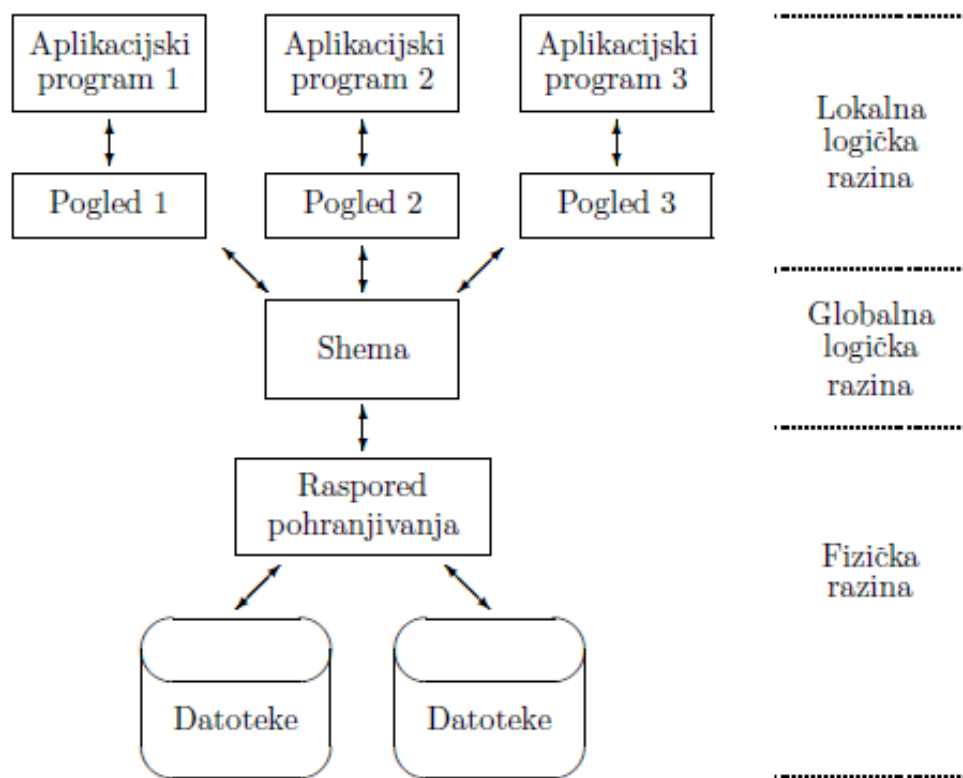 Aplikacijski
program 1
Aplikacijski
program 2
Aplikacijski
program 3
Lokalna
logička
razina
Pogled 1
Pogled 2
Pogled 3
Shema
Globalna
logička
razina
Raspored
pohranjivanja
Fizička
razina
Datoteke
Datoteke